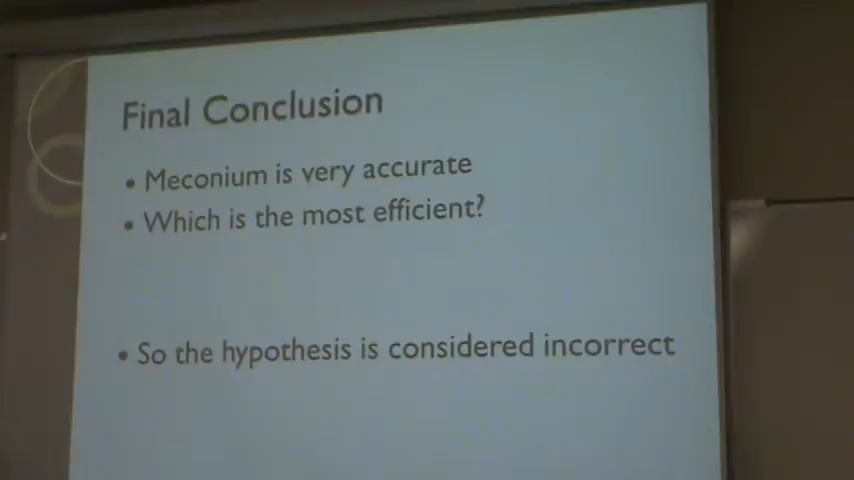 Final Conclusion
• Meconium is very accurate
• Which is the most efficient?
• So the hypothesis is considered incorrect